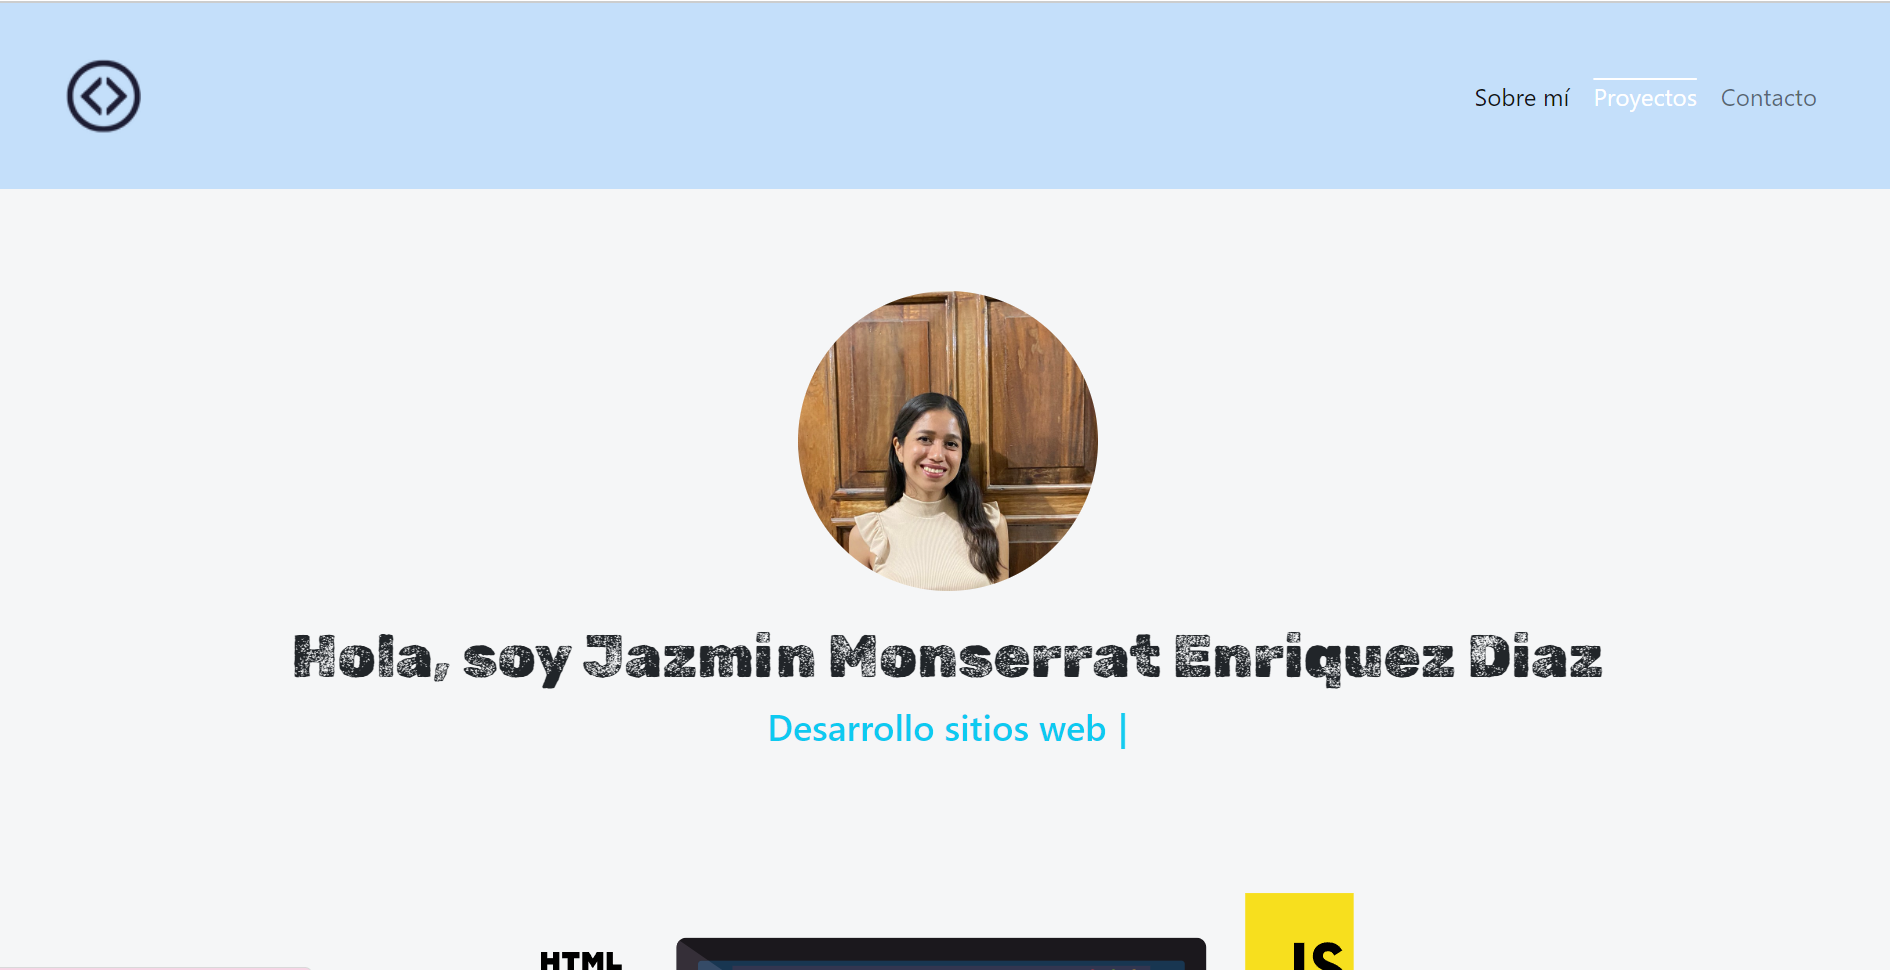 Sobre mí Proyectos Contacto
Hola, soy Jazmin Monserrat Enriquez Diaz
Desarrollo sitios web |
HTML
JS